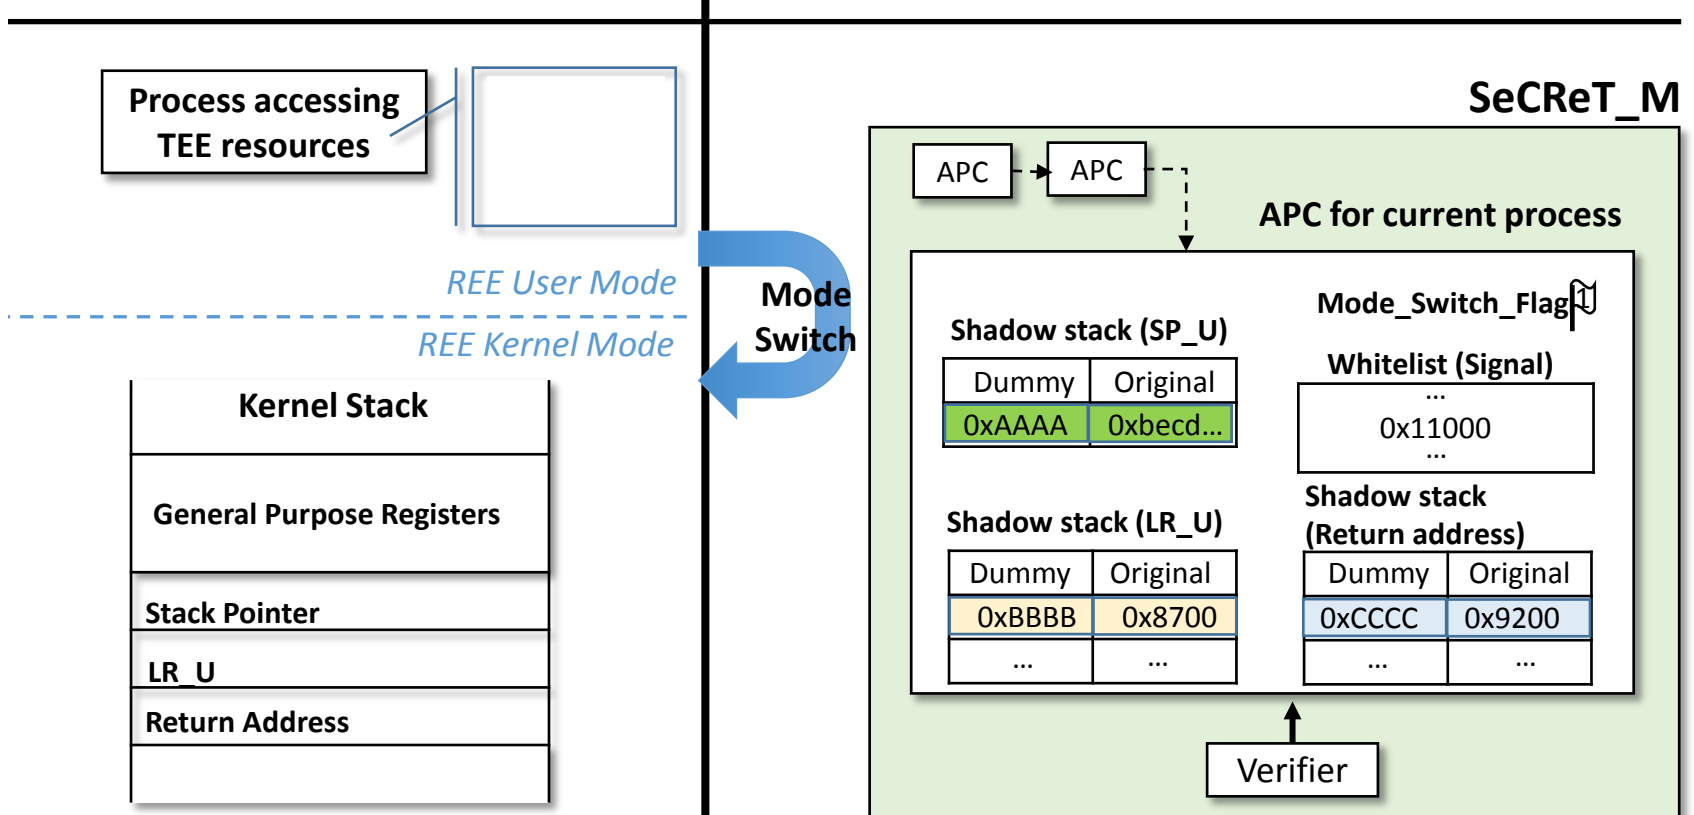 Process accessing
TEE resources
REE User Mode
REE Kernel Mode
Kernel Stack
General Purpose Registers
Stack Pointer
LR_U
Return Address
Mode
Switch
SeCReT_M
APC
APC
APC for current process
Mode_Switch_Flag
1
Shadow stack (SP_U)
Dummy Original
0xAAAA 0xbecd...
Whitelist (Signal)
...
0x11000
...
Shadow stack (LR_U)
Dummy Original
0xBBBB 0x8700
... ...
Shadow stack
(Return address)
Dummy Original
0xCCCC 0x9200
... ...
Verifier